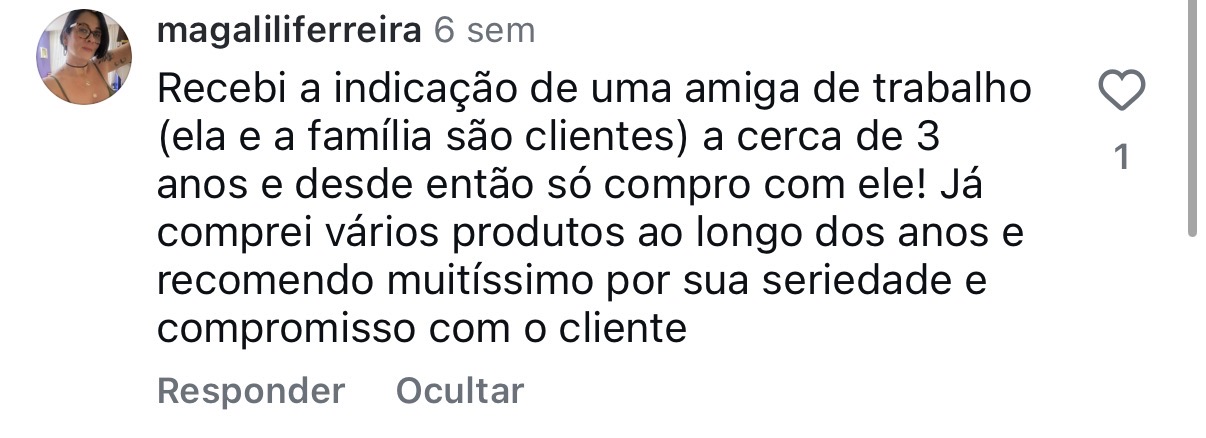 magaliliferreira 6 sem
Recebi a indicação de uma amiga de trabalho
(ela e a família são clientes) a cerca de 3
anos e desde então só compro com ele! Já
comprei vários produtos ao longo dos anos e
recomendo muitíssimo por sua seriedade e
compromisso com o cliente
1
Responder Ocultar